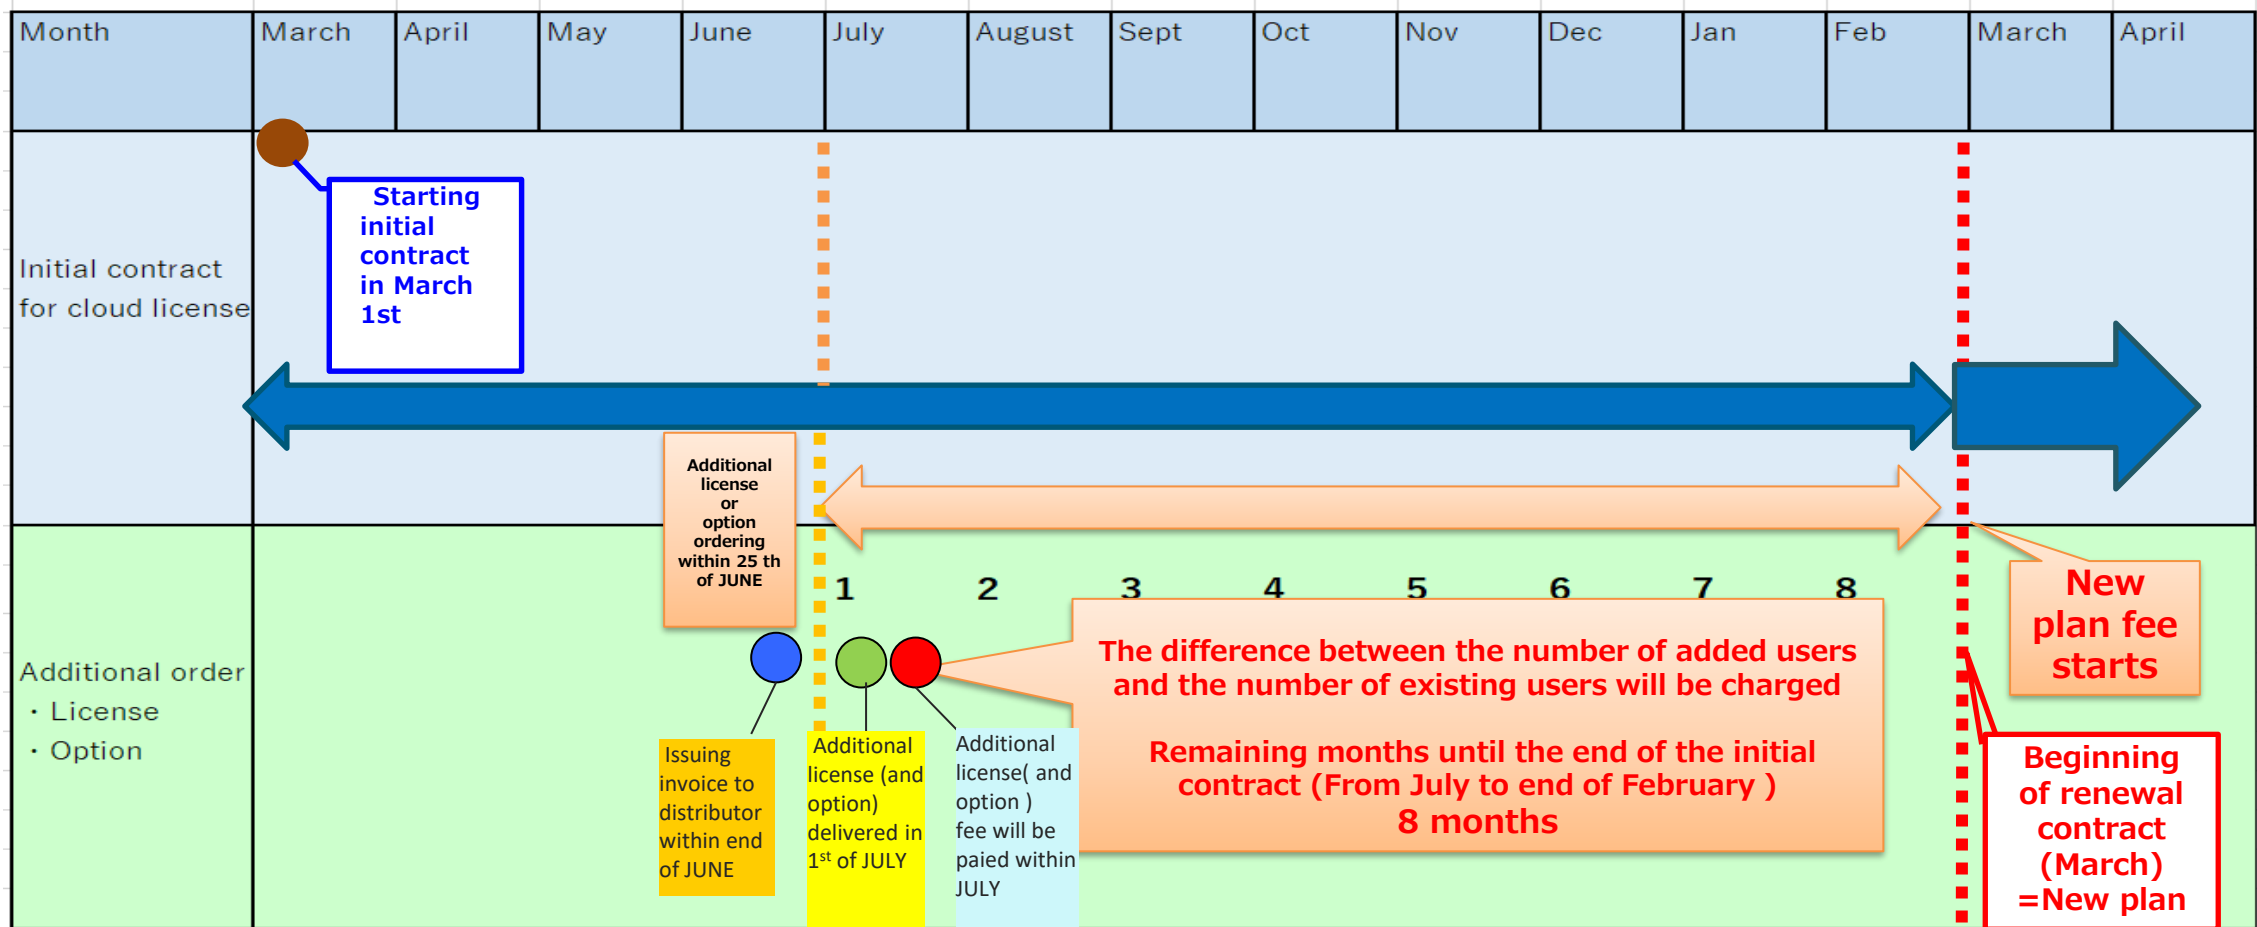 Month March April May June July August Sept Oct Nov Dec Jan Feb March April
Starting
initial
contract
in March
1st
Initial contract
for cloud license
Additional
license
or
option
ordering
within 25 th
of JUNE
1 2 3 4 5 6 7 8
New
plan fee
starts
The difference between the number of added users
and the number of existing users will be charged
Remaining months until the end of the initial
contract (From July to end of February )
8 months
Additional order
・License
・Option
Issuing
invoice to
distributor
within end
of JUNE
Additional
license (and
option)
delivered in
1st of JULY
Additional
license( and
option )
fee will be
paied within
JULY
Beginning
of renewal
contract
(March)
=New plan